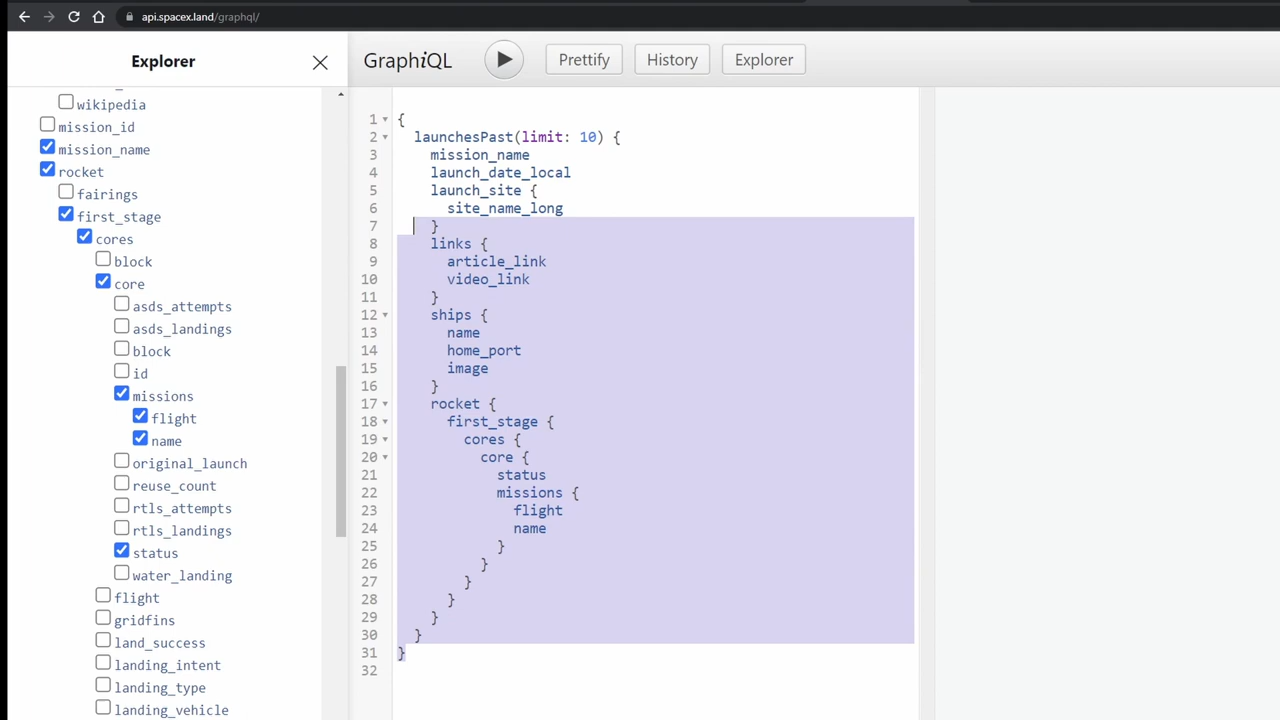 api.spacex.land/graphql/
Explorer
wikipedia
mission_id
mission_name
rocket
fairings
first_stage
cores
block
core
asds_attempts
asds_landings
block
id
missions
flight
name
original_launch
reuse_count
rtls_attempts
rtls_landings
status
water_landing
flight
gridfins
land_success
landing_intent
landing_type
landing_vehicle
GraphiQL
Prettify
History
Explorer
1 {
2 launchesPast(limit: 10) {
3 mission_name
4 launch_date_local
5 launch_site {
6 site_name_long
7 }
8 links {
9 article_link
10 video_link
11 }
12 ships {
13 name
14 home_port
15 image
16 }
17 rocket {
18 first_stage {
19 cores {
20 core {
21 status
22 missions {
23 flight
24 name
25 }
26 }
27 }
28 }
29 }
30 }
31 }
32